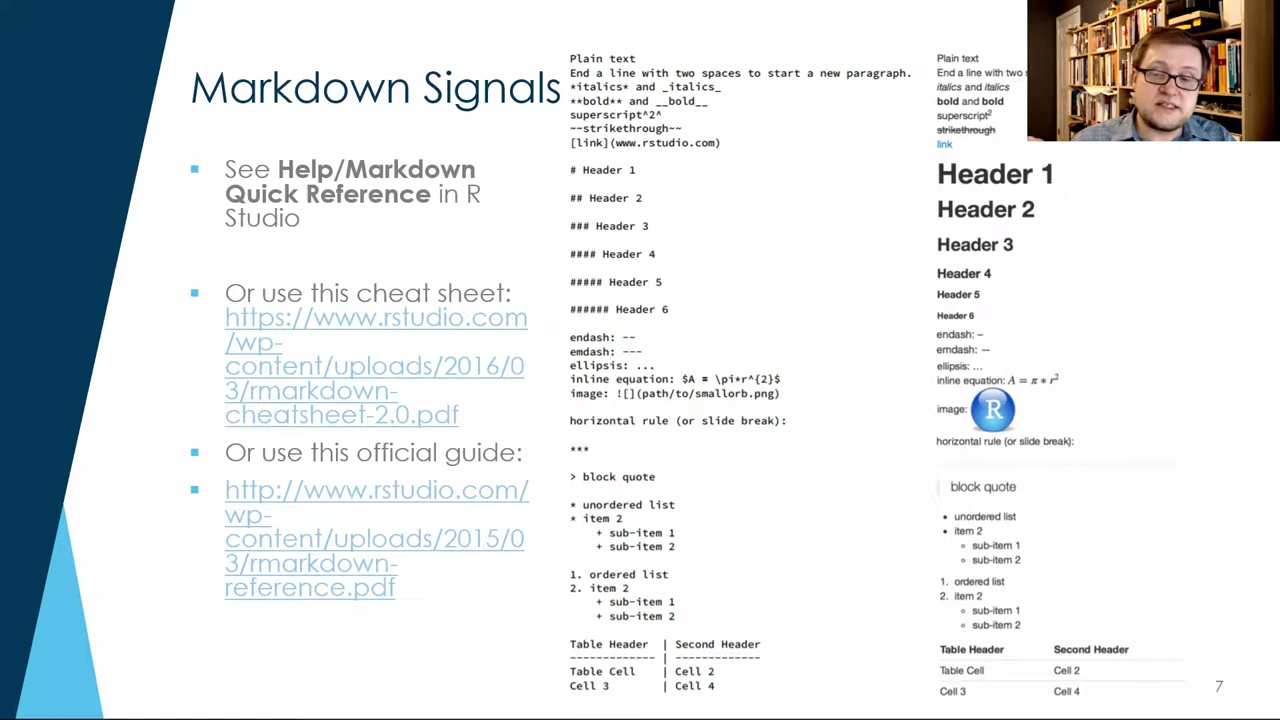 Markdown Signals
See Help/Markdown
Quick Reference in R
Studio
Or use this cheat sheet:
https://www.rstudio.com
/wp-
content/uploads/2016/0
3/rmarkdown-
cheatsheet-2.0.pdf
Or use this official guide:
http://www.rstudio.com/
wp-
content/uploads/2015/0
3/rmarkdown-
reference.pdf
Plain text
End a line with two spaces to start a new paragraph.
*italics* and _italics_
**bold** and __bold__
superscript^2^
~~strikethrough~~
[link](www.rstudio.com)
# Header 1
## Header 2
### Header 3
#### Header 4
##### Header 5
###### Header 6
endash: --
emdash: ---
ellipsis: ...
inline equation: $A = \pi*r^{2}$
image: ![](path/to/smallorb.png)
horizontal rule (or slide break):
***
> block quote
* unordered list
* item 2
+ sub-item 1
+ sub-item 2
1. ordered list
2. item 2
+ sub-item 1
+ sub-item 2
Table Header | Second Header
------------- | -------------
Table Cell | Cell 2
Cell 3 | Cell 4
Plain text
End a line with two
italics and italics
bold and bold
superscript²
strikethrough
link
Header 1
Header 2
Header 3
Header 4
Header 5
Header 6
endash: –
emdash: —
ellipsis: …
inline equation: A = π * r²
image: R
horizontal rule (or slide break):
block quote
• unordered list
• item 2
○ sub-item 1
○ sub-item 2
1. ordered list
2. item 2
○ sub-item 1
○ sub-item 2
Table Header Second Header
Table Cell Cell 2
Cell 3 Cell 4
7